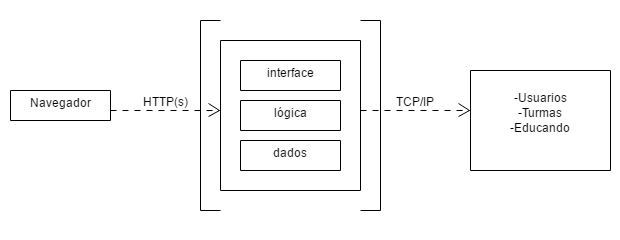 Navegador
HTTP(s)
interface
lógica
dados
TCP/IP
-Usuarios
-Turmas
-Educando